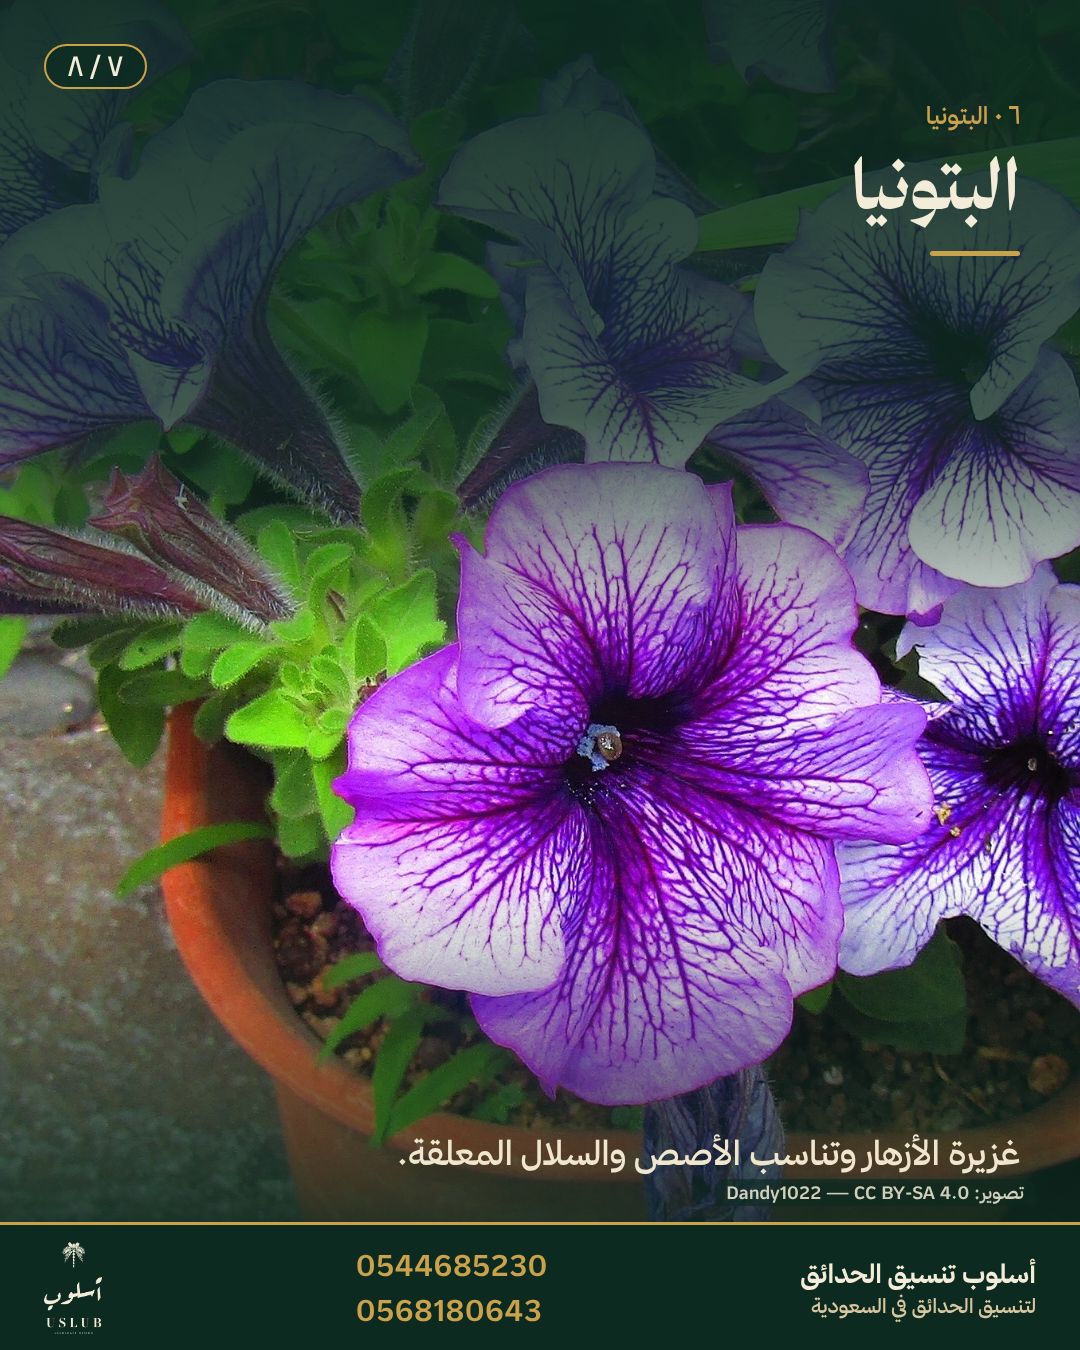 ٨ / ٧
٦ · البتونيا
البتونيا
غزيرة الأزهار وتناسب الأصص والسلال المعلقة.
تصوير: Dandy1022 — CC BY-SA 4.0
أسلوب تنسيق الحدائق
لتنسيق الحدائق في السعودية
0544685230
0568180643
أسلوب
USLUB